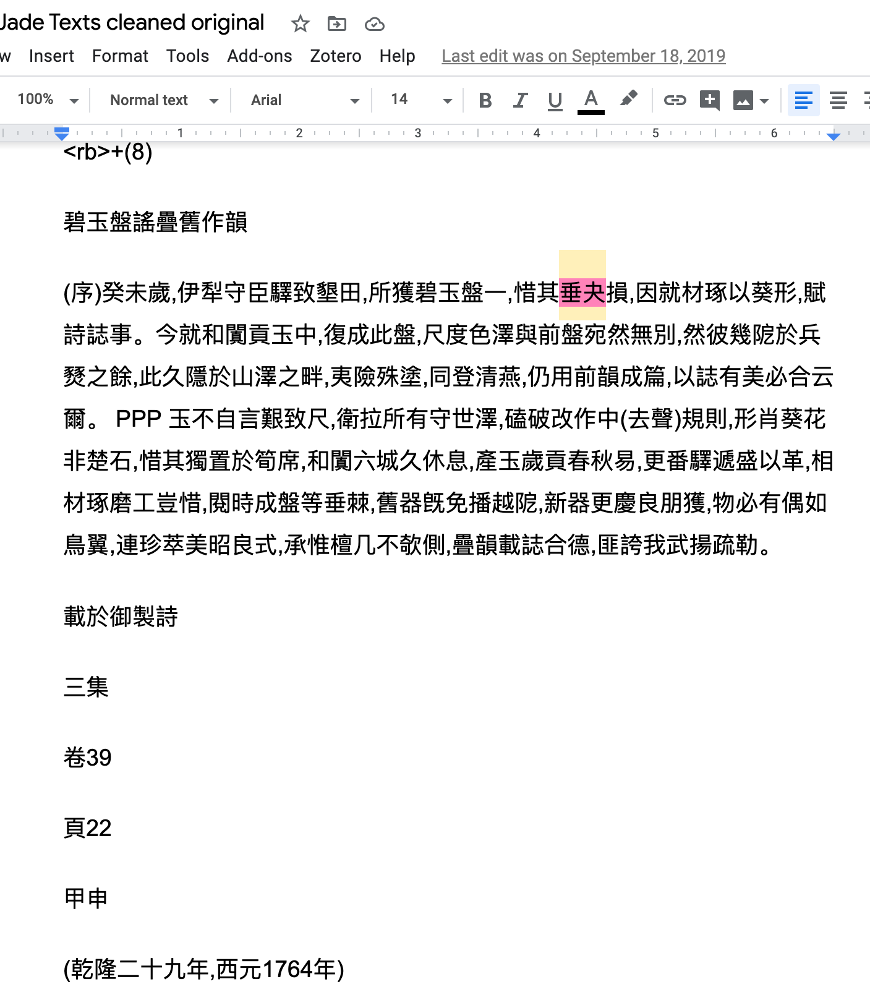 Jade Texts cleaned original
w Insert Format Tools Add-ons Zotero Help Last edit was on September 18, 2019
100% Normal text Arial 14 B I U A
1 2 3 4 5 6
<rb>+(8)
碧玉盤謠疊舊作韻
(序)癸未歲,伊犁守臣驛致墾田,所獲碧玉盤一,惜其垂夬損,因就材琢以葵形,賦
詩誌事。今就和闐貢玉中,復成此盤,尺度色澤與前盤宛然無別,然彼幾阸於兵
燹之餘,此久隱於山澤之畔,夷險殊塗,同登清燕,仍用前韻成篇,以誌有美必合云
爾。 PPP 玉不自言艱致尺,衛拉所有守世澤,磕破改作中(去聲)規則,形肖葵花
非楚石,惜其獨置於筍席,和闐六城久休息,產玉歲貢春秋易,更番驛遞盛以革,相
材琢磨工豈惜,閱時成盤等垂棘,舊器旣免播越阸,新器更慶良朋獲,物必有偶如
鳥翼,連珍萃美昭良式,承惟檀几不欹側,疊韻載誌合德,匪誇我武揚疏勒。
載於御製詩
三集
卷39
頁22
甲申
(乾隆二十九年,西元1764年)